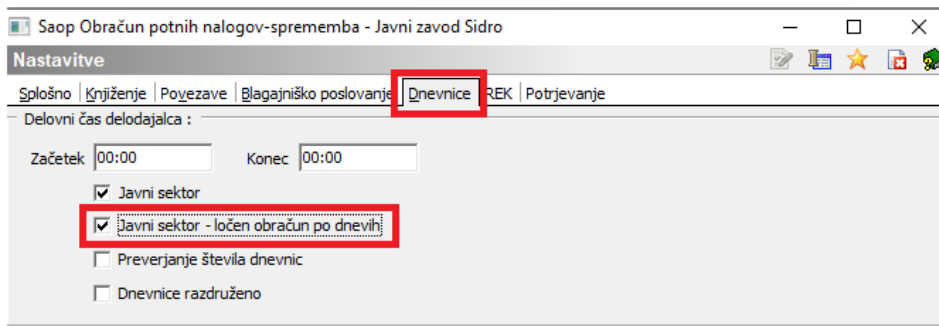 Saop Obračun potnih nalogov-sprememba - Javni zavod Sidro
Nastavitve
Splošno Knjiženje Povezave Blagajniško poslovanje Dnevnice REK Potrjevanje
Delovni čas delodajalca :
Začetek 00:00 Konec 00:00
Javni sektor
Javni sektor - ločen obračun po dnevih
Preverjanje števila dnevnic
Dnevnice razdruženo